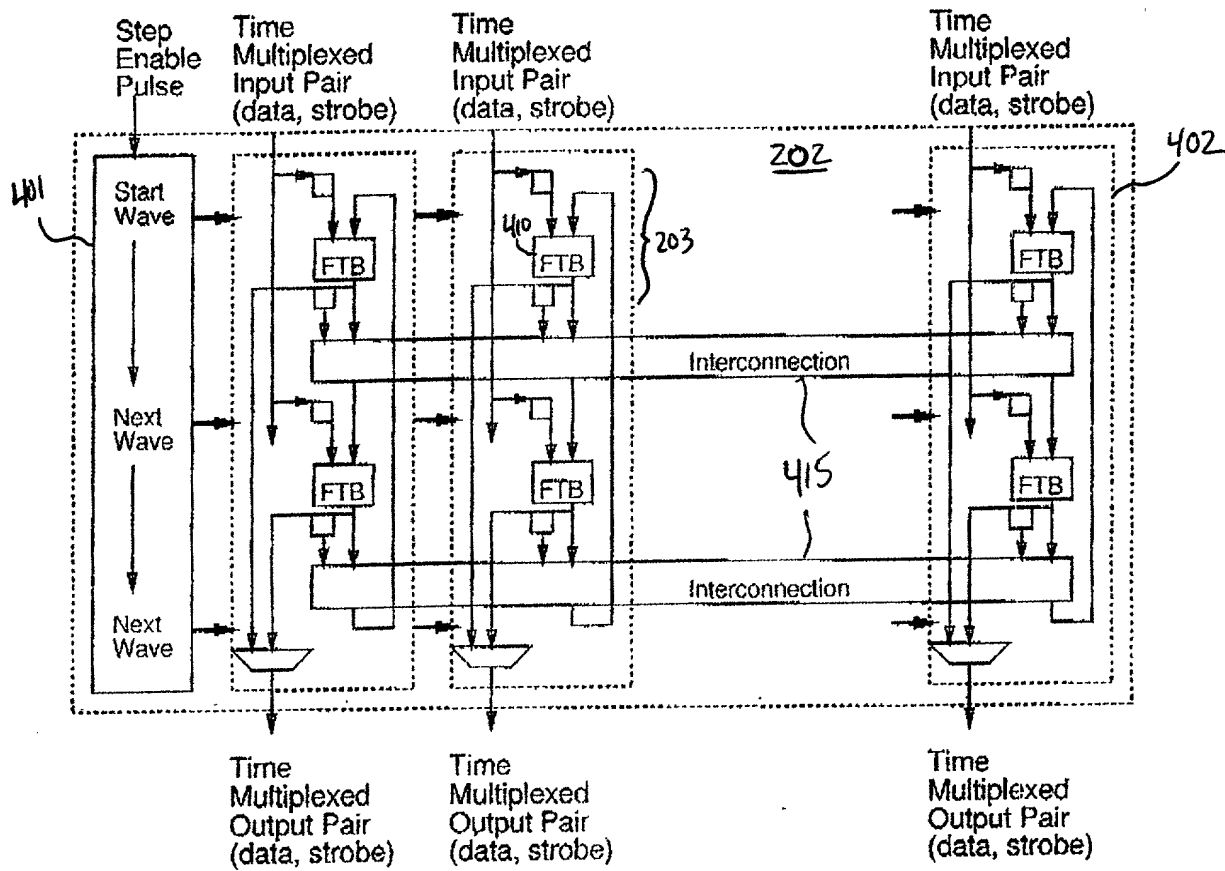 Step
Enable
Pulse
Time
Multiplexed
Input Pair
(data, strobe)
Time
Multiplexed
Input Pair
(data, strobe)
Time
Multiplexed
Input Pair
(data, strobe)
401
Start
Wave
202
402
410
203
FTB
FTB
FTB
Interconnection
Next
Wave
415
FTB
FTB
FTB
Interconnection
Next
Wave
Time
Multiplexed
Output Pair
(data, strobe)
Time
Multiplexed
Output Pair
(data, strobe)
Time
Multiplexed
Output Pair
(data, strobe)